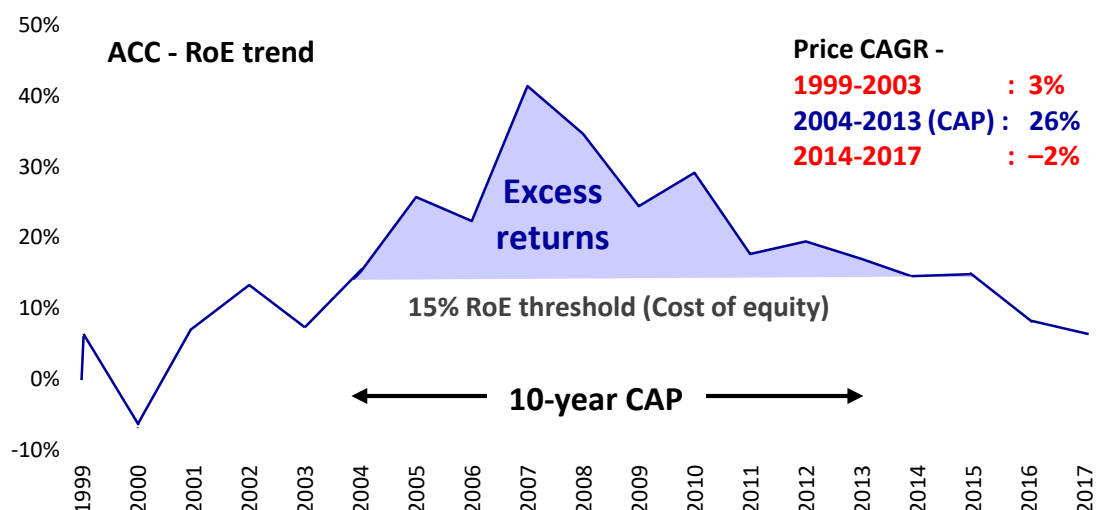 50%
ACC - RoE trend
Price CAGR -
40%
1999-2003 : 3%
2004-2013 (CAP) : 26%
2014-2017 : –2%
30%
Excess
returns
20%
15% RoE threshold (Cost of equity)
10%
0%
10-year CAP
-10%
1999 2000 2001 2002 2003 2004 2005 2006 2007 2008 2009 2010 2011 2012 2013 2014 2015 2016 2017